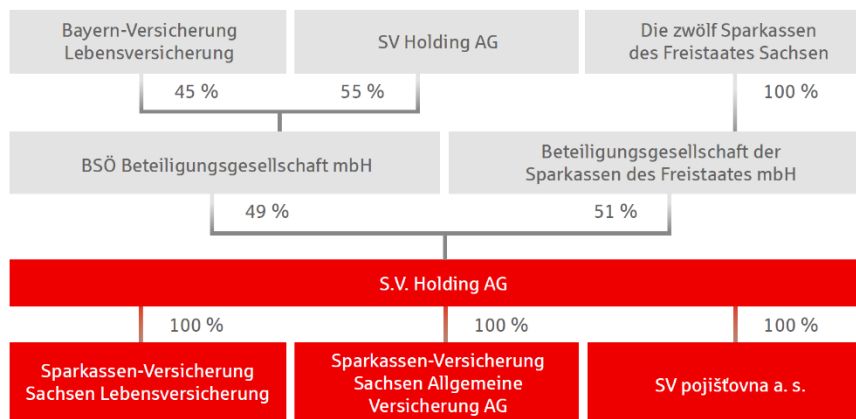 Bayern-Versicherung
Lebensversicherung
SV Holding AG
Die zwölf Sparkassen
des Freistaates Sachsen
45 %
55 %
100 %
BSÖ Beteiligungsgesellschaft mbH
Beteiligungsgesellschaft der
Sparkassen des Freistaates mbH
49 %
51 %
S.V. Holding AG
100 %
100 %
100 %
Sparkassen-Versicherung
Sachsen Lebensversicherung
Sparkassen-Versicherung
Sachsen Allgemeine
Versicherung AG
SV pojišťovna a. s.